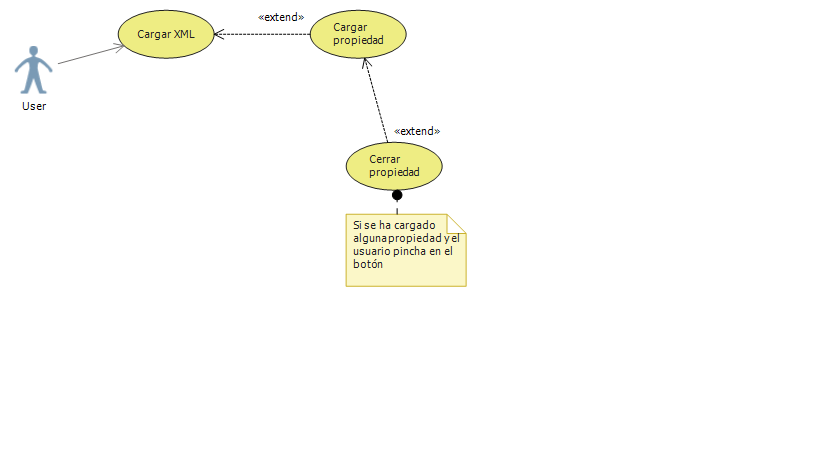 «extend»
Cargar XML
Cargar
propiedad
User
«extend»
Cerrar
propiedad
Si se ha cargado
alguna propiedad y el
usuario pincha en el
botón